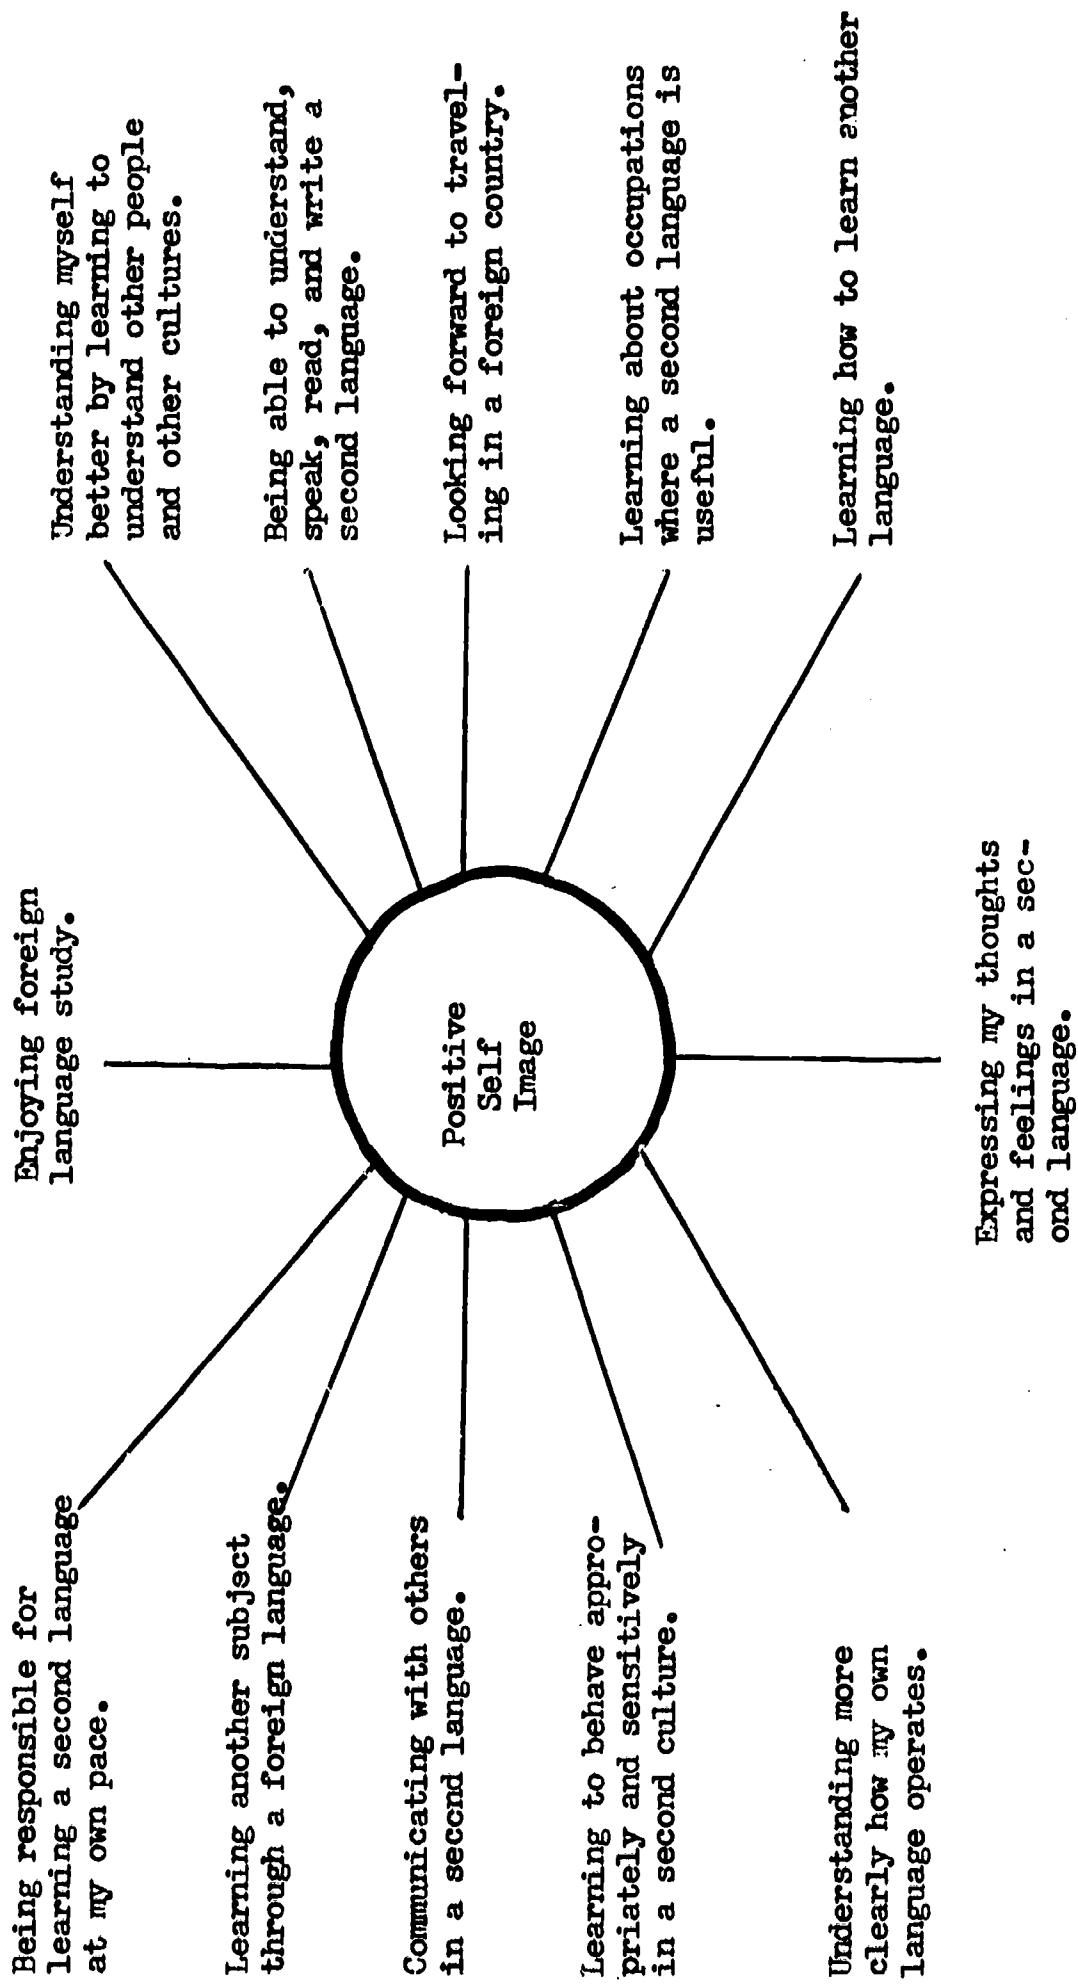 Enjoying foreign
language study.
Being responsible for
learning a second language
at my own pace.
Learning another subject
through a foreign language.
Communicating with others
in a second language.
Learning to behave appro-
priately and sensitively
in a second culture.
Understanding more
clearly how my own
language operates.
Positive
Self
Image
Understanding myself
better by learning to
understand other people
and other cultures.
Being able to understand,
speak, read, and write a
second language.
Looking forward to travel-
ing in a foreign country.
Learning about occupations
where a second language is
useful.
Learning how to learn another
language.
Expressing my thoughts
and feelings in a sec-
ond language.